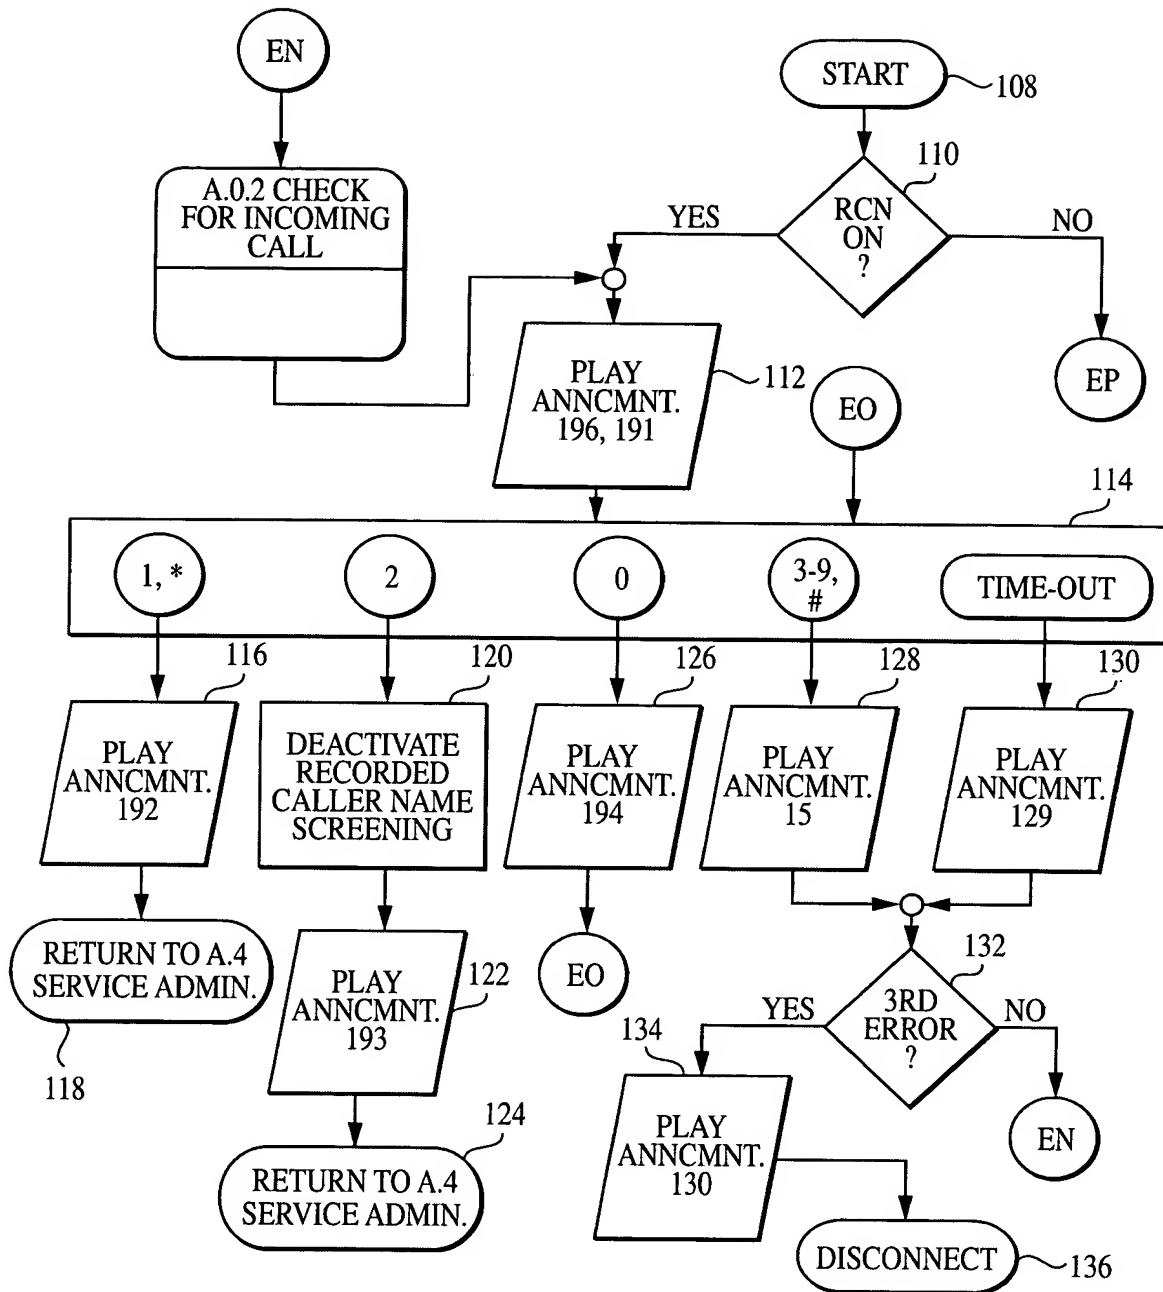 EN
START
108
A.0.2 CHECK
FOR INCOMING
CALL
110
RCN
ON
?
YES
NO
PLAY
ANNCMNT.
196, 191
112
EO
EP
114
1, *
2
0
3-9,
#
TIME-OUT
116
120
126
128
130
PLAY
ANNCMNT.
192
DEACTIVATE
RECORDED
CALLER NAME
SCREENING
PLAY
ANNCMNT.
194
PLAY
ANNCMNT.
15
PLAY
ANNCMNT.
129
RETURN TO A.4
SERVICE ADMIN.
118
PLAY
ANNCMNT.
193
122
EO
132
3RD
ERROR
?
YES
NO
134
PLAY
ANNCMNT.
130
EN
124
RETURN TO A.4
SERVICE ADMIN.
DISCONNECT
136